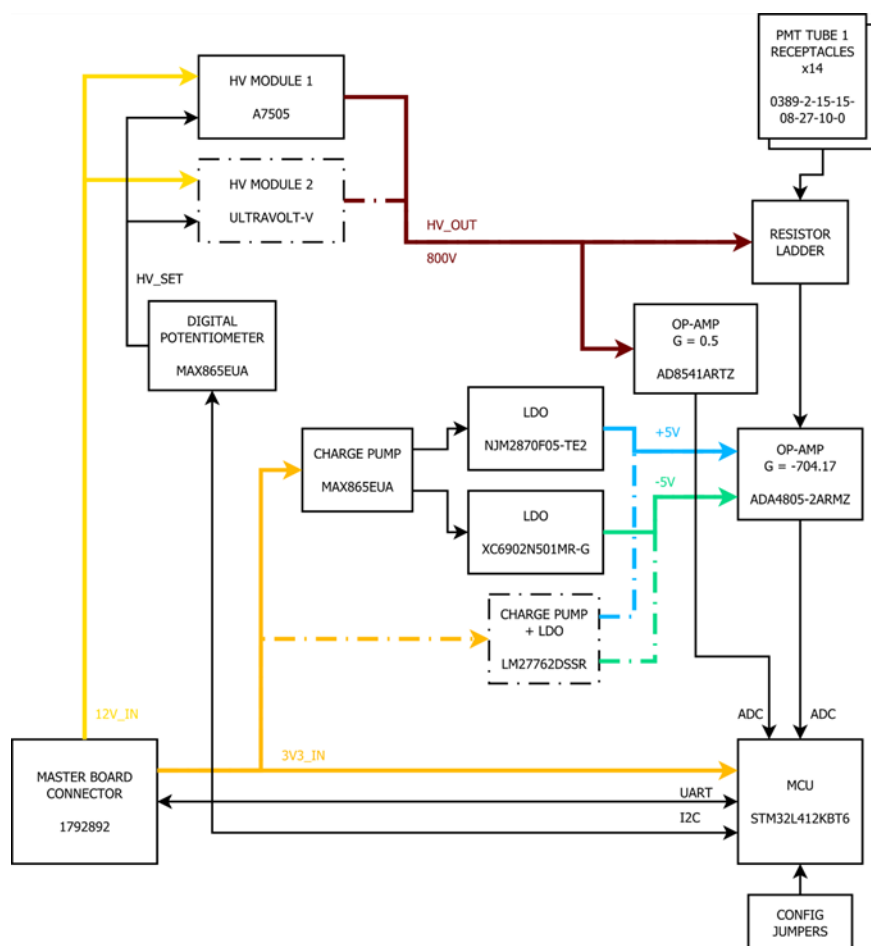 PMT TUBE 1
RECEPTACLES
x14
0389-2-15-15-
08-27-10-0
HV MODULE 1
A7505
HV MODULE 2
ULTRAVOLT-V
HV_OUT
800V
RESISTOR
LADDER
HV_SET
DIGITAL
POTENTIOMETER
MAX865EUA
OP-AMP
G = 0.5
AD8541ARTZ
LDO
NJM2870F05-TE2
+5V
CHARGE PUMP
MAX865EUA
OP-AMP
G = -704.17
ADA4805-2ARMZ
-5V
LDO
XC6902N501MR-G
CHARGE PUMP
+ LDO
LM27762DSSR
12V_IN
ADC
ADC
3V3_IN
MASTER BOARD
CONNECTOR
1792892
UART
I2C
MCU
STM32L412KBT6
CONFIG
JUMPERS